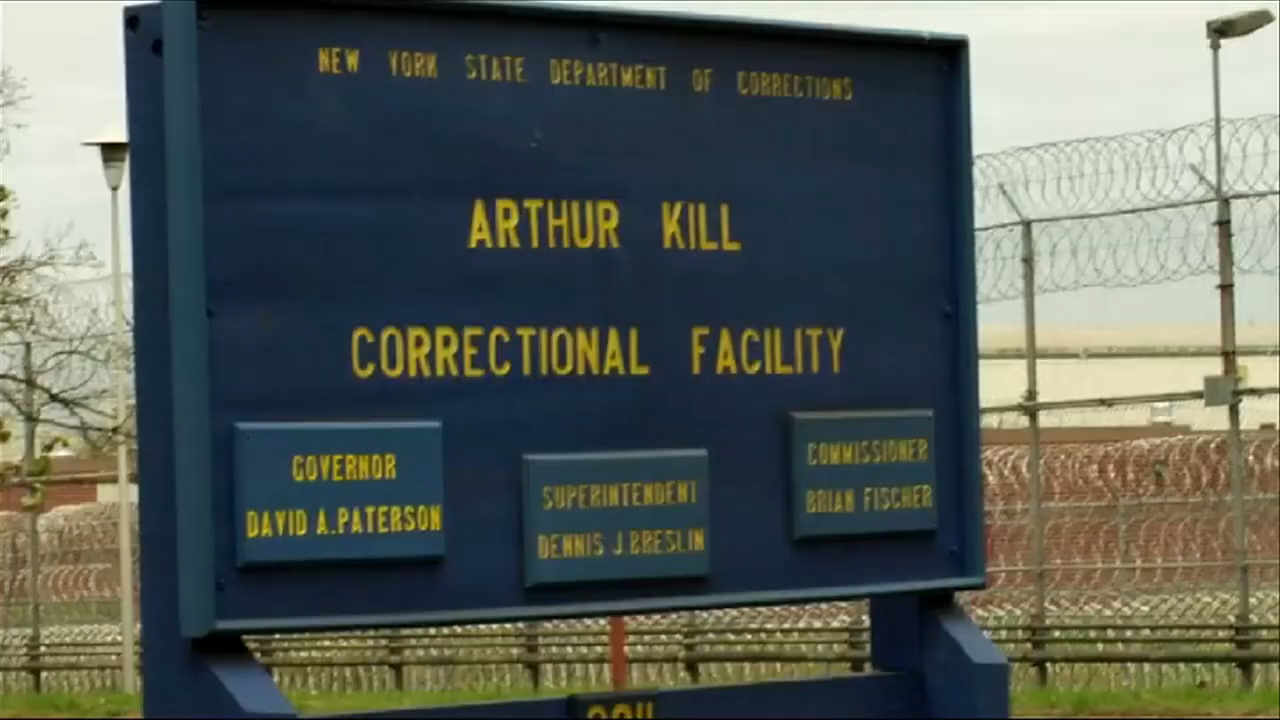 NEW YORK STATE DEPARTMENT OF CORRECTIONS
ARTHUR KILL
CORRECTIONAL FACILITY
GOVERNOR
DAVID A.PATERSON
SUPERINTENDENT
DENNIS J.BRESLIN
COMMISSIONER
BRIAN FISCHER